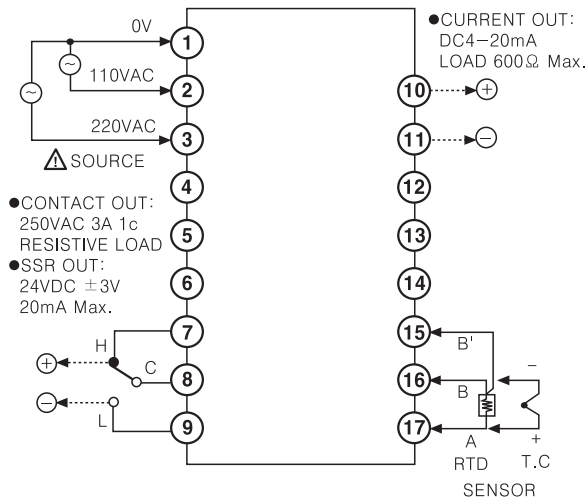 0V
110VAC
220VAC
SOURCE
●CONTACT OUT:
250VAC 3A 1c
RESISTIVE LOAD
●SSR OUT:
24VDC ±3V
20mA Max.
H
C
L
1
2
3
4
5
6
7
8
9
●CURRENT OUT:
DC4-20mA
LOAD 600Ω Max.
10
11
12
13
14
15
16
17
+
−
+
−
B'
B
A
−
+
RTD
T.C
SENSOR